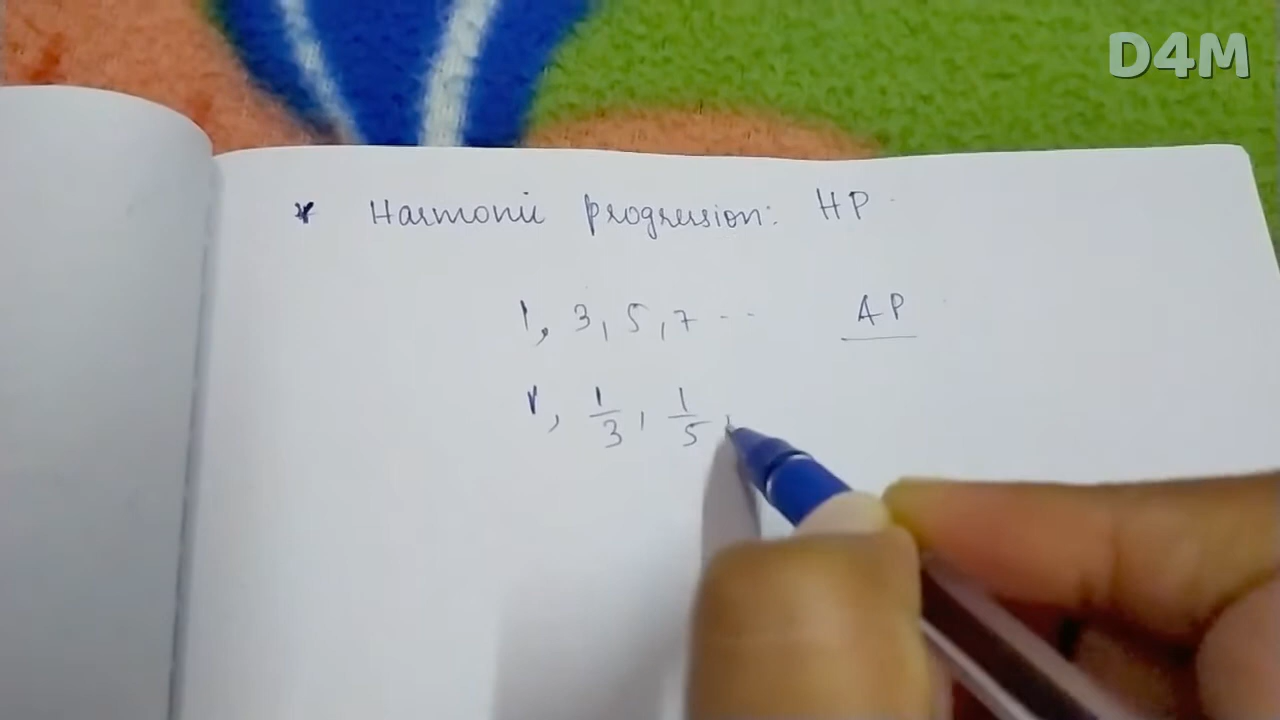 D4M
* Harmonic progression: HP.
1, 3, 5, 7 ... AP
1, 1/3, 1/5,